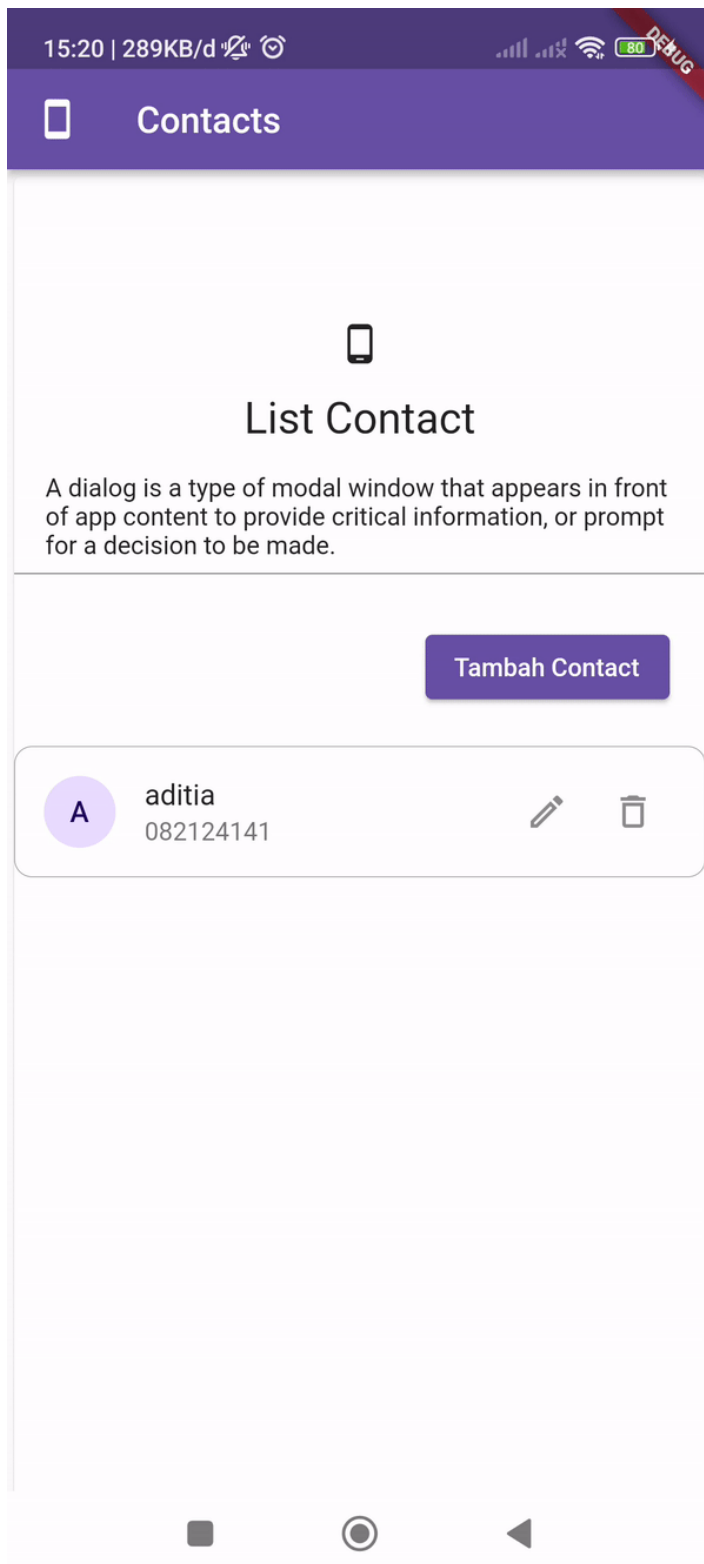 15:20 | 289KB/d
80
DEBUG
Contacts
List Contact
A dialog is a type of modal window that appears in front
of app content to provide critical information, or prompt
for a decision to be made.
Tambah Contact
A
aditia
082124141